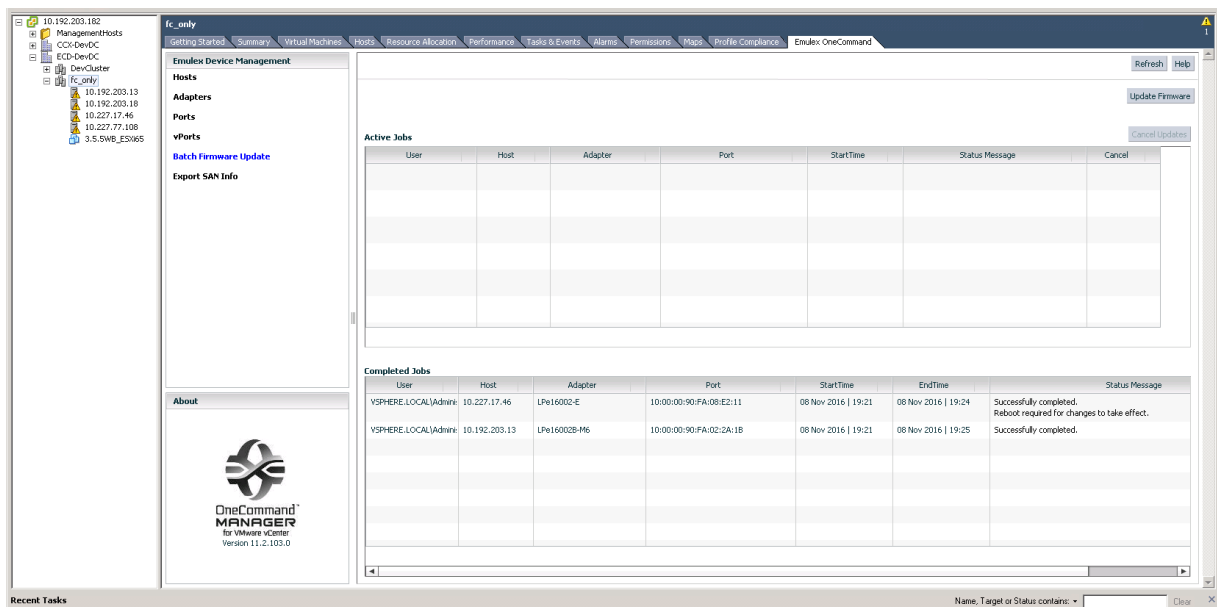 10.192.203.182
ManagementHosts
CCX-DevDC
ECD-DevDC
DevCluster
fc_only
10.192.203.13
10.192.203.18
10.227.17.46
10.227.77.108
3.5.5WB_ESXi65
fc_only
1
Getting Started Summary Virtual Machines Hosts Resource Allocation Performance Tasks & Events Alarms Permissions Maps Profile Compliance Emulex OneCommand
Emulex Device Management
Hosts
Adapters
Ports
vPorts
Batch Firmware Update
Export SAN Info
Refresh Help
Update Firmware
Cancel Updates
Active Jobs
User Host Adapter Port StartTime Status Message Cancel
Completed Jobs
User Host Adapter Port StartTime EndTime Status Message
VSPHERE.LOCAL\Admini 10.227.17.46 LPe16002-E 10:00:00:90:FA:08:E2:11 08 Nov 2016 | 19:21 08 Nov 2016 | 19:24 Successfully completed.
Reboot required for changes to take effect.
VSPHERE.LOCAL\Admini 10.192.203.13 LPe16002B-M6 10:00:00:90:FA:02:2A:1B 08 Nov 2016 | 19:21 08 Nov 2016 | 19:25 Successfully completed.
About
OneCommand™
MANAGER
for VMware vCenter
Version 11.2.103.0
Recent Tasks
Name, Target or Status contains:
Clear